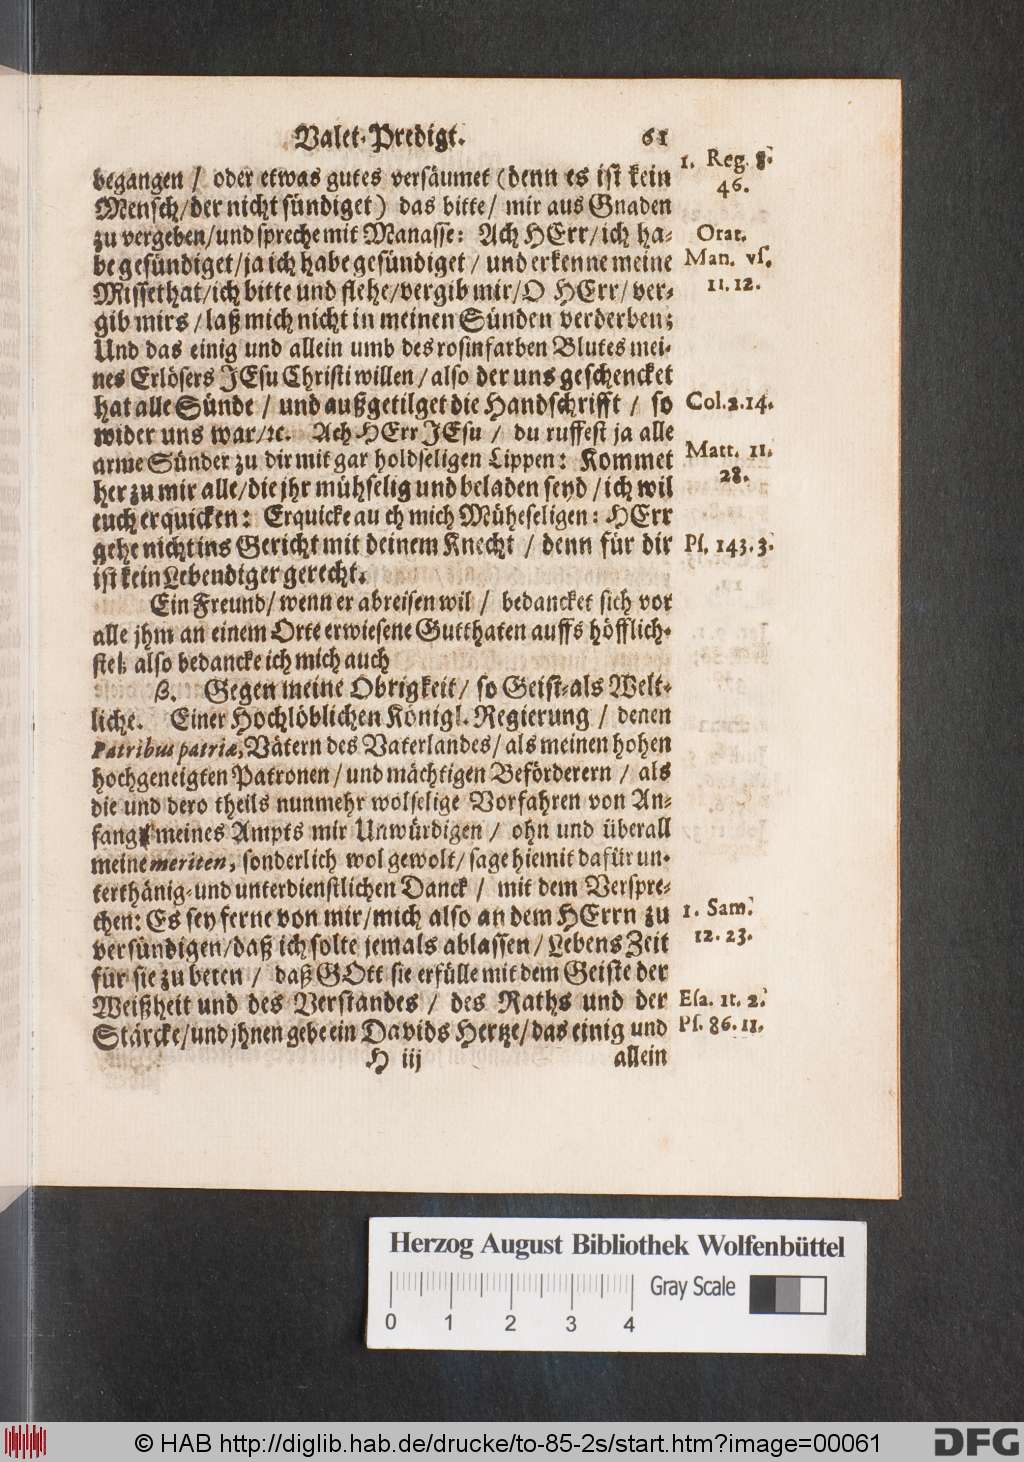 Valet-Predigt. 61
begangen / oder etwas gutes versäumet (denn es ist kein
1. Reg. 8.
46.
Mensch/der nicht sündiget) das bitte/ mir aus Gnaden
zu vergeben/und spreche mit Manasse: Ach HErr/ich ha-
Orat.
be gesündiget/ja ich habe gesündiget / und erkenne meine
Man. vs.
Missethat/ich bitte und flehe/vergib mir/O HErr/ ver-
11.12.
gib mirs / laß mich nicht in meinen Sünden verderben;
Und das einig und allein umb des rosinfarben Blutes mei-
nes Erlösers JEsu Christi willen / also der uns geschencket
hat alle Sünde / und außgetilget die Handschrifft / so
Col.2.14.
wider uns war/ꝛc. Ach HErr JEsu / du ruffest ja alle
arme Sünder zu dir mit gar holdseligen Lippen: Kommet
Matt. 11.
28.
her zu mir alle/die jhr mühselig und beladen seyd / ich wil
euch erquicken: Erquicke au ch mich Müheseligen: HErr
gehe nicht ins Gericht mit deinem Knecht / denn für dir
Ps. 143.3.
ist kein Lebendiger gerecht.
Ein Freund/ wenn er abreisen wil / bedancket sich vor
alle jhm an einem Orte erwiesene Gutthaten auffs höfflich-
ste: also bedancke ich mich auch
β. Gegen meine Obrigkeit/ so Geist-als Welt-
liche. Einer Hochlöblichen Königl. Regierung / denen
Patribus patriæ, Vätern des Vaterlandes/ als meinen hohen
hochgeneigten Patronen / und mächtigen Beförderern / als
die und dero theils nunmehr wolselige Vorfahren von An-
fang meines Ampts mir Unwürdigen / ohn und überall
meine meriten, sonderlich wol gewolt/ sage hiemit dafür un-
terthänig-und unterdienstlichen Danck / mit dem Verspre-
chen: Es sey ferne von mir/mich also an dem HErrn zu
1. Sam.
12. 23.
versündigen/daß ich solte jemals ablassen/ Lebens Zeit
für sie zu beten / daß GOtt sie erfülle mit dem Geiste der
Weißheit und des Verstandes / des Raths und der
Esa. 11. 2.
Stärcke/und jhnen gebe ein Davids Hertze/das einig und
Ps. 86.11.
H iij allein
Herzog August Bibliothek Wolfenbüttel
Gray Scale
0 1 2 3 4
© HAB http://diglib.hab.de/drucke/to-85-2s/start.htm?image=00061
DFG